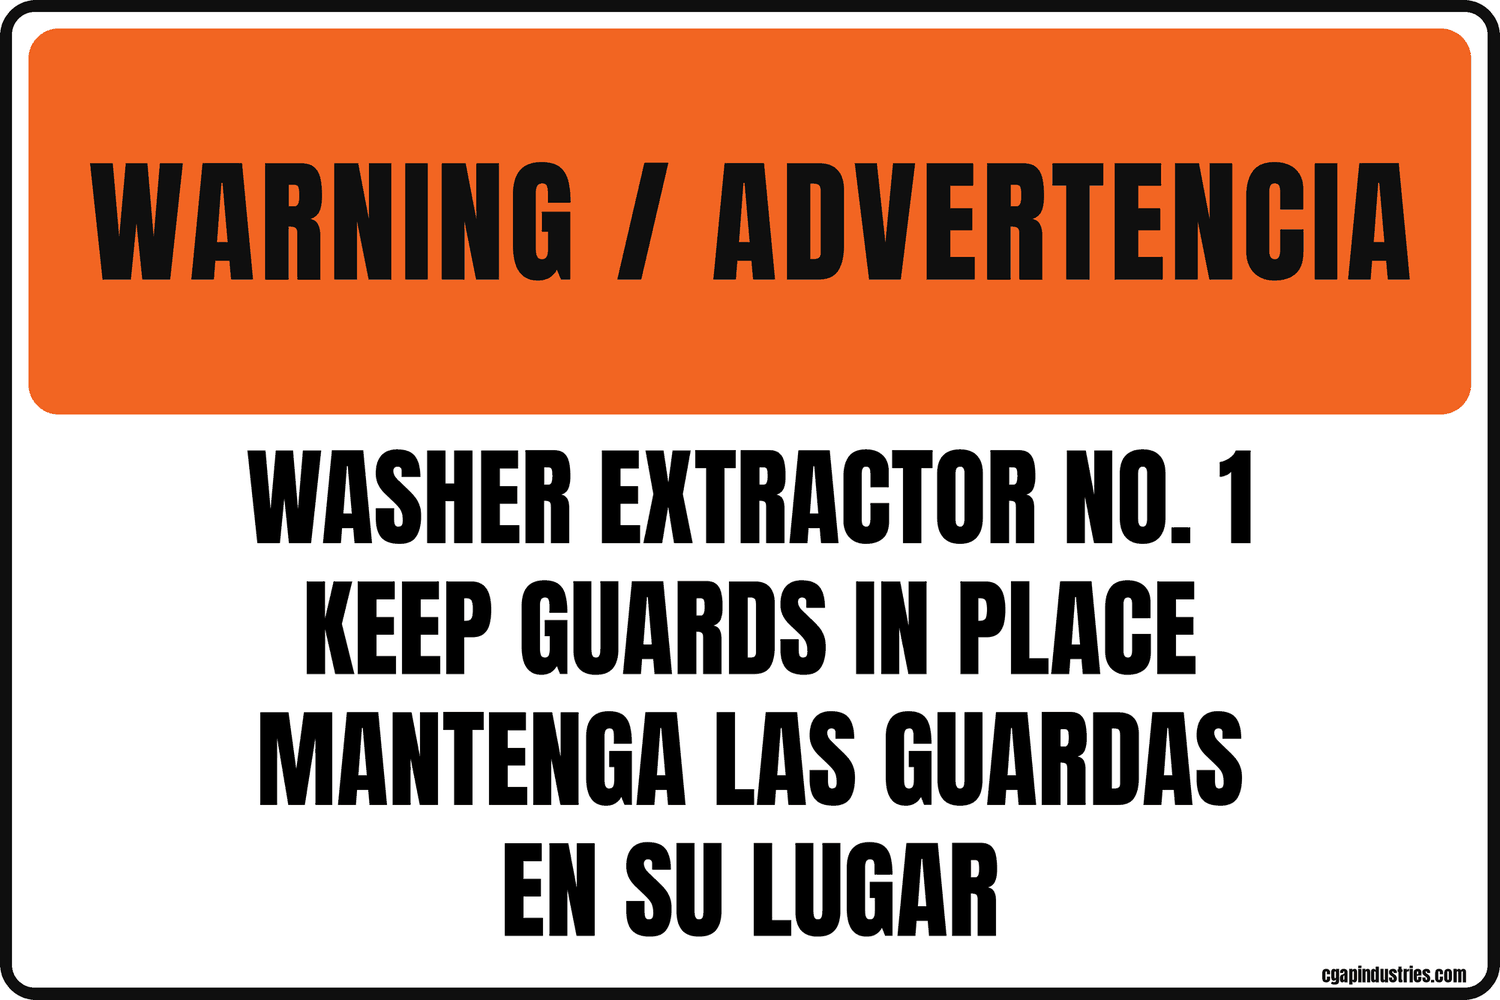 WARNING / ADVERTENCIA
WASHER EXTRACTOR NO. 1
KEEP GUARDS IN PLACE
MANTENGA LAS GUARDAS
EN SU LUGAR
cgapindustries.com